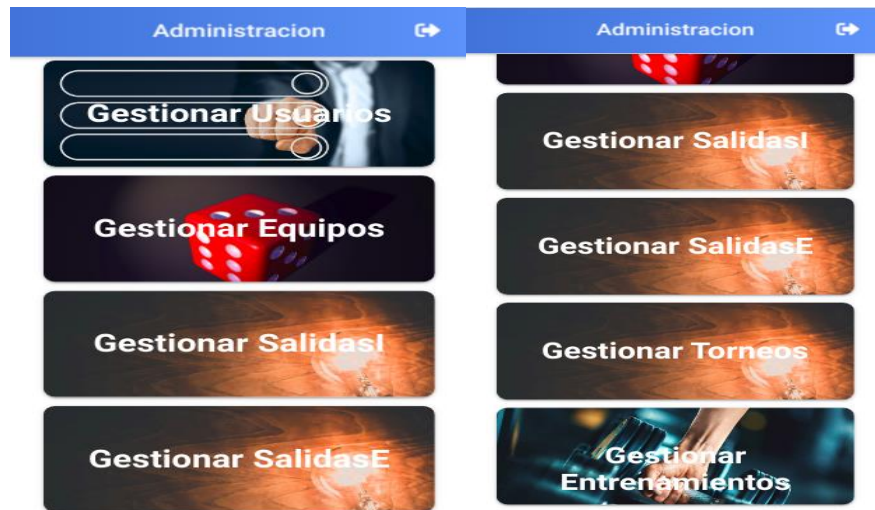 Administracion
Gestionar Usuarios
Gestionar Equipos
Gestionar SalidasI
Gestionar SalidasE
Administracion
Gestionar SalidasI
Gestionar SalidasE
Gestionar Torneos
Gestionar
Entrenamientos